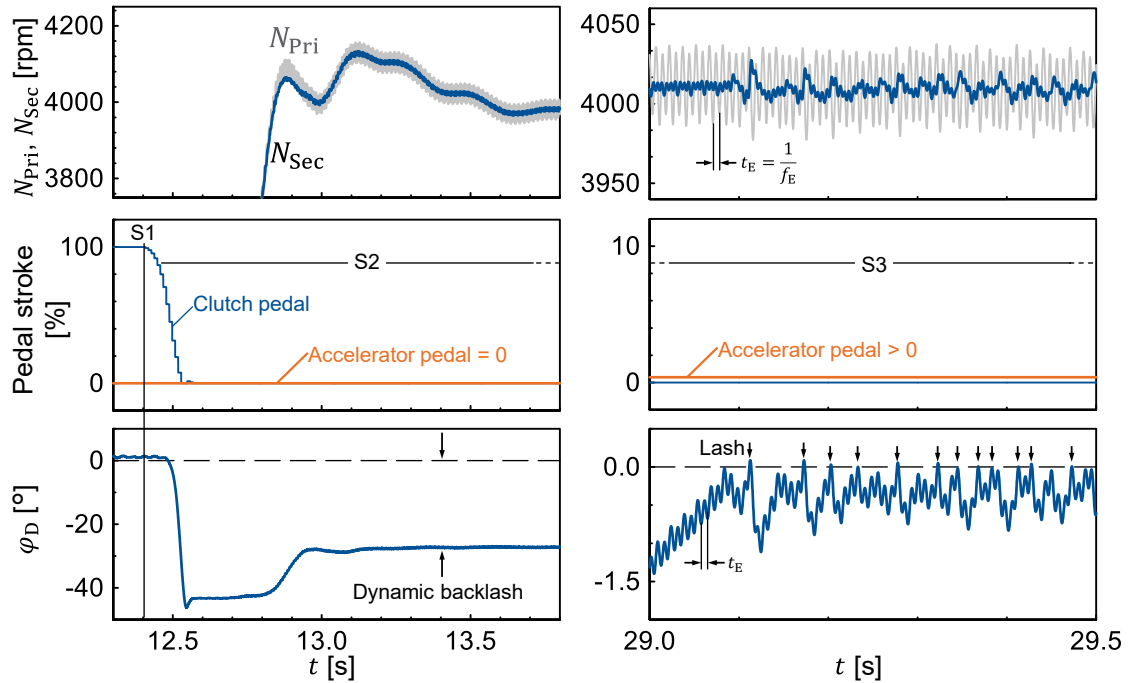 N_Pri, N_Sec [rpm]
4200
4000
3800
N_Pri
N_Sec
4050
4000
3950
t_E = 1/f_E
Pedal stroke
[%]
100
0
S1
S2
Clutch pedal
Accelerator pedal = 0
10
0
S3
Accelerator pedal > 0
φ_D [º]
0
-20
-40
Dynamic backlash
12.5
13.0
13.5
t [s]
0.0
-1.5
Lash
t_E
29.0
29.5
t [s]